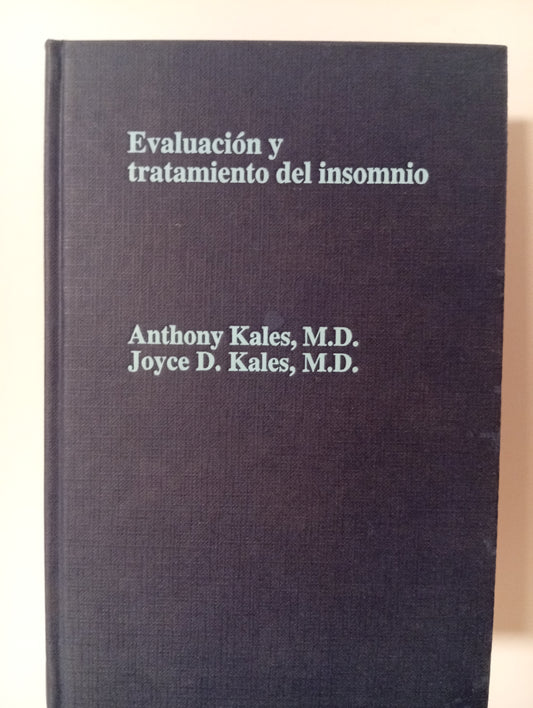 Evaluación y
tratamiento del insomnio
Anthony Kales, M.D.
Joyce D. Kales, M.D.